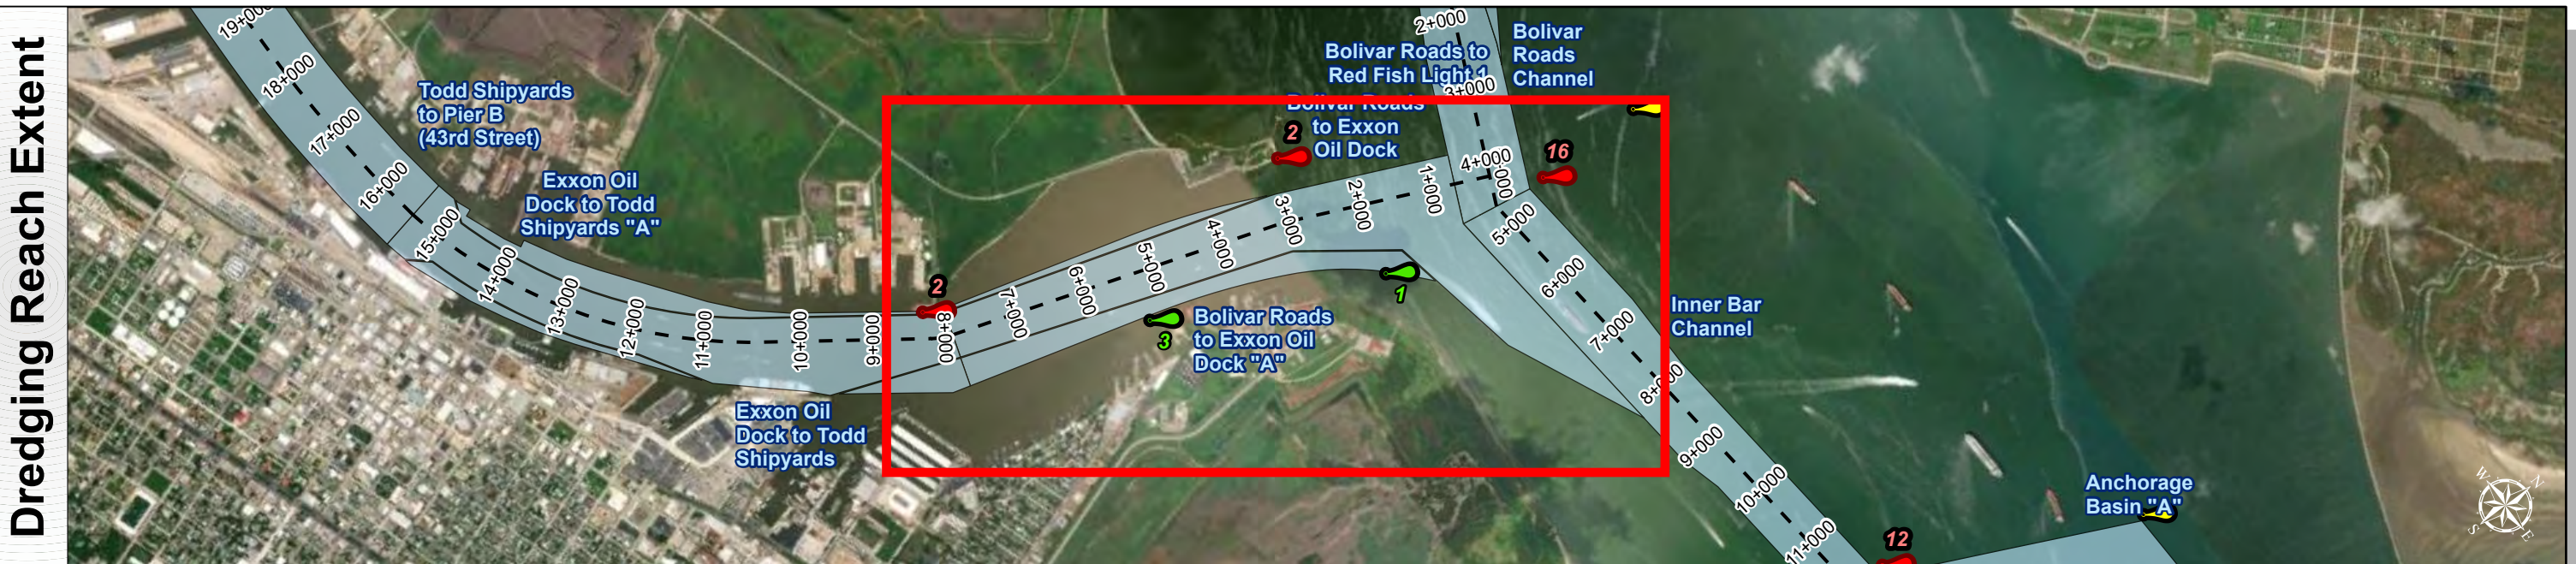 Dredging Reach Extent
19+000
18+000
17+000
16+000
15+000
14+000
13+000
12+000
11+000
10+000
9+000
8+000
7+000
6+000
5+000
4+000
3+000
2+000
1+000
Todd Shipyards
to Pier B
(43rd Street)
Exxon Oil
Dock to Todd
Shipyards "A"
Exxon Oil
Dock to Todd
Shipyards
2
3
1
2
16
12
Bolivar Roads
to Exxon
Oil Dock
Bolivar Roads
to Exxon Oil
Dock "A"
Bolivar Roads to
Red Fish Light 1
Bolivar
Roads
Channel
2+000
3+000
4+000
5+000
6+000
7+000
8+000
9+000
10+000
11+000
Inner Bar
Channel
Anchorage
Basin "A"
W
N
S
E